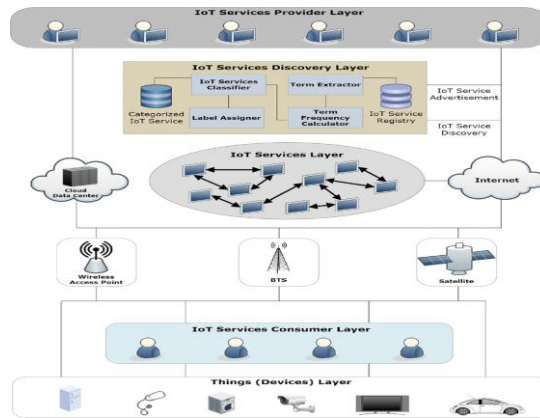 IoT Services Provider Layer
IoT Services Discovery Layer
IoT Services
Classifier
Term Extractor
Categorized
IoT Service
Label Assigner
Term
Frequency
Calculator
IoT Service
Registry
IoT Service
Advertisement
IoT Service
Discovery
IoT Services Layer
Cloud
Data Center
Internet
Wireless
Access Point
BTS
Satellite
IoT Services Consumer Layer
Things (Devices) Layer